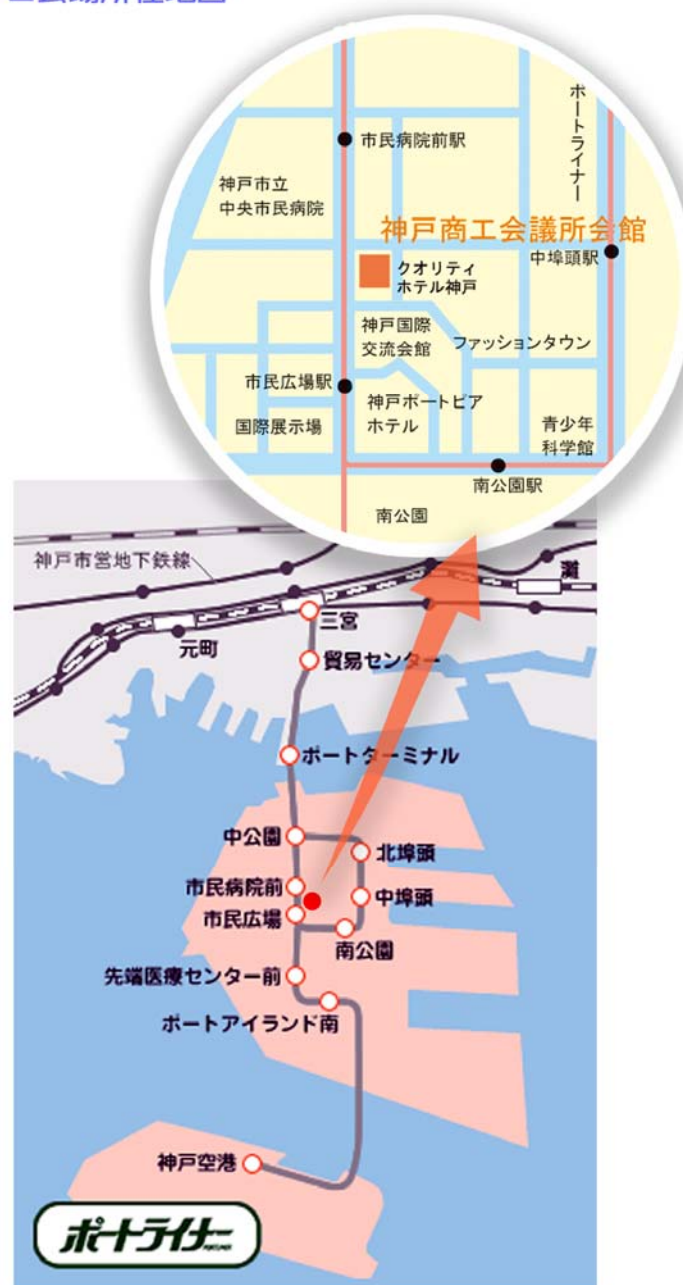 市民病院前駅
ポートライナー
神戸市立
中央市民病院
神戸商工会議所会館
中埠頭駅
クオリティ
ホテル神戸
神戸国際
交流会館
ファッションタウン
市民広場駅
神戸ポートピア
ホテル
国際展示場
青少年
科学館
南公園駅
南公園
神戸市営地下鉄線
灘
三宮
元町
貿易センター
ポートターミナル
中公園
北埠頭
市民病院前
中埠頭
市民広場
南公園
先端医療センター前
ポートアイランド南
神戸空港
ポートライナー